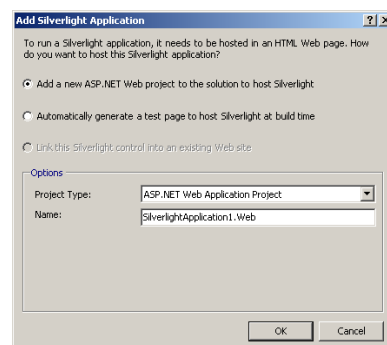 Add Silverlight Application
To run a Silverlight application, it needs to be hosted in an HTML Web page. How
do you want to host this Silverlight application?
Add a new ASP.NET Web project to the solution to host Silverlight
Automatically generate a test page to host Silverlight at build time
Link this Silverlight control into an existing Web site
Options
Project Type:
ASP.NET Web Application Project
Name:
SilverlightApplication1.Web
OK
Cancel